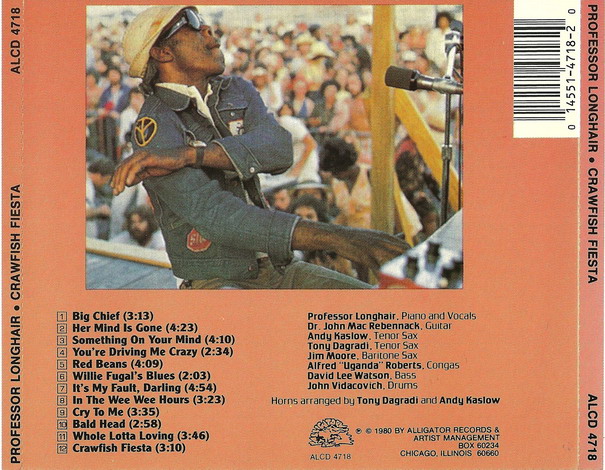 ALCD 4718
PROFESSOR LONGHAIR • CRAWFISH FIESTA
1 Big Chief (3:13)
2 Her Mind Is Gone (4:23)
3 Something On Your Mind (4:10)
4 You're Driving Me Crazy (2:34)
5 Red Beans (4:09)
6 Willie Fugal's Blues (2:03)
7 It's My Fault, Darling (4:54)
8 In The Wee Wee Hours (3:23)
9 Cry To Me (3:35)
10 Bald Head (2:58)
11 Whole Lotta Loving (3:46)
12 Crawfish Fiesta (3:10)
Professor Longhair, Piano and Vocals
Dr. John Mac Rebennack, Guitar
Andy Kaslow, Tenor Sax
Tony Dagradi, Tenor Sax
Jim Moore, Baritone Sax
Alfred "Uganda" Roberts, Congas
David Lee Watson, Bass
John Vidacovich, Drums
Horns arranged by Tony Dagradi and Andy Kaslow
ALCD 4718
℗ © 1980 BY ALLIGATOR RECORDS &
ARTIST MANAGEMENT
BOX 60234
CHICAGO, ILLINOIS 60660
0 14551-4718-2 0
PROFESSOR LONGHAIR • CRAWFISH FIESTA
ALCD 4718